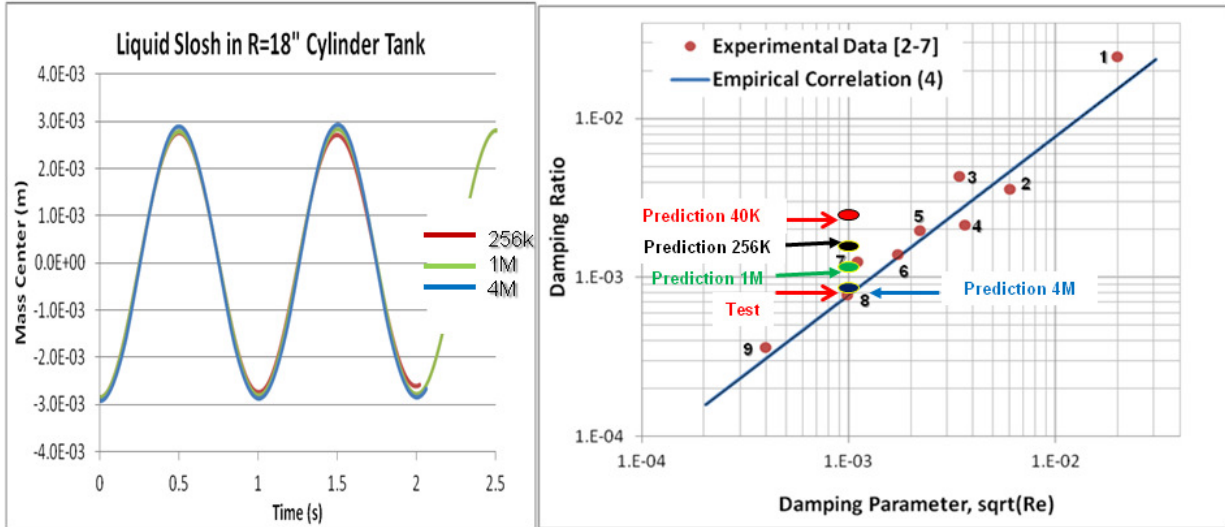 Liquid Slosh in R=18" Cylinder Tank
4.0E-03
3.0E-03
2.0E-03
1.0E-03
0.0E+00
-1.0E-03
-2.0E-03
-3.0E-03
-4.0E-03
Mass Center (m)
256k
1M
4M
0 0.5 1 1.5 2 2.5
Time (s)
Experimental Data [2-7]
Empirical Correlation (4)
1.E-02
1.E-03
1.E-04
Damping Ratio
1
3
2
Prediction 40K
5
4
Prediction 256K
7
6
Prediction 1M
Prediction 4M
Test
8
9
1.E-04 1.E-03 1.E-02
Damping Parameter, sqrt(Re)